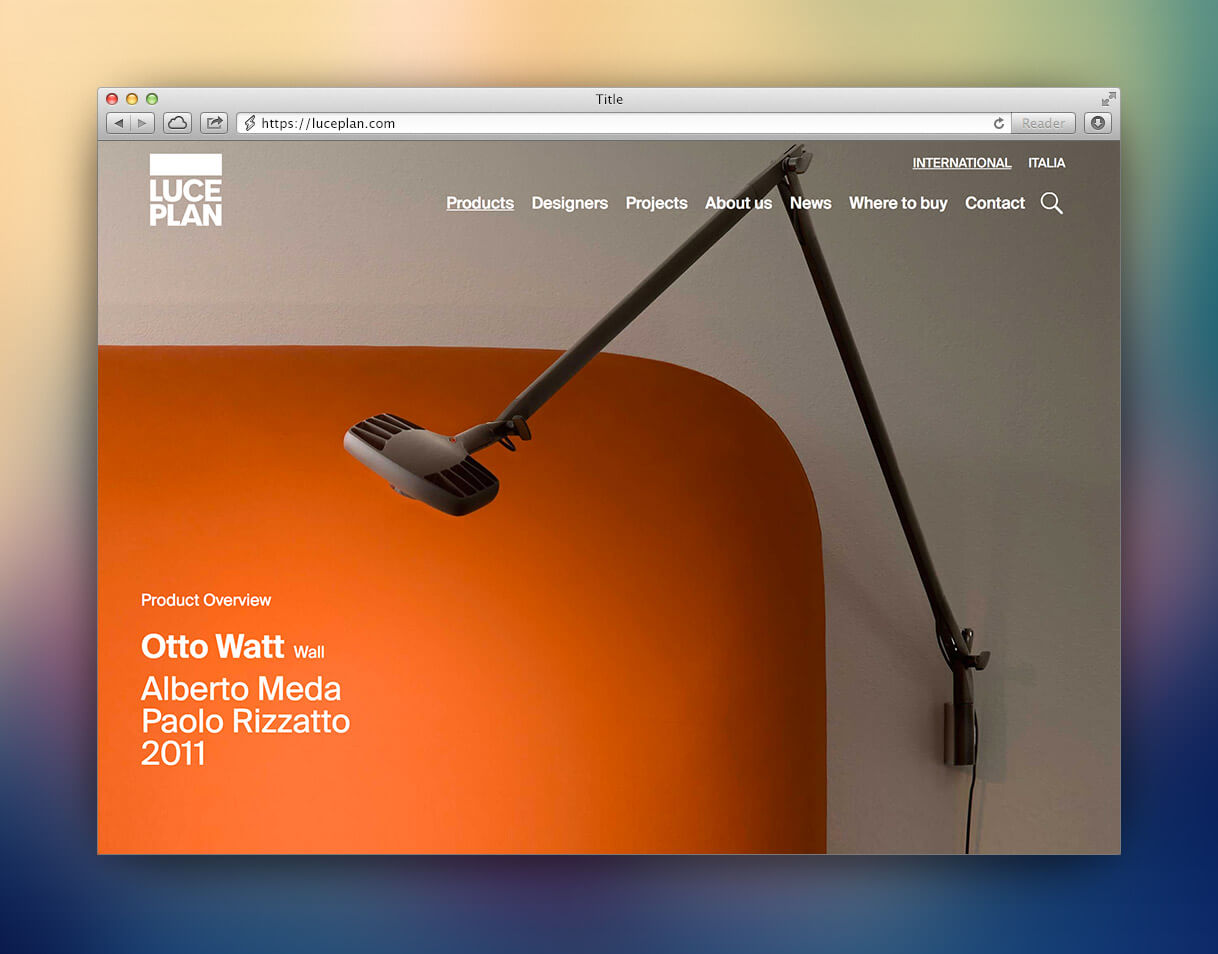 Title
https://luceplan.com
Reader
INTERNATIONAL ITALIA
LUCE
PLAN
Products Designers Projects About us News Where to buy Contact
Product Overview
Otto Watt Wall
Alberto Meda
Paolo Rizzatto
2011